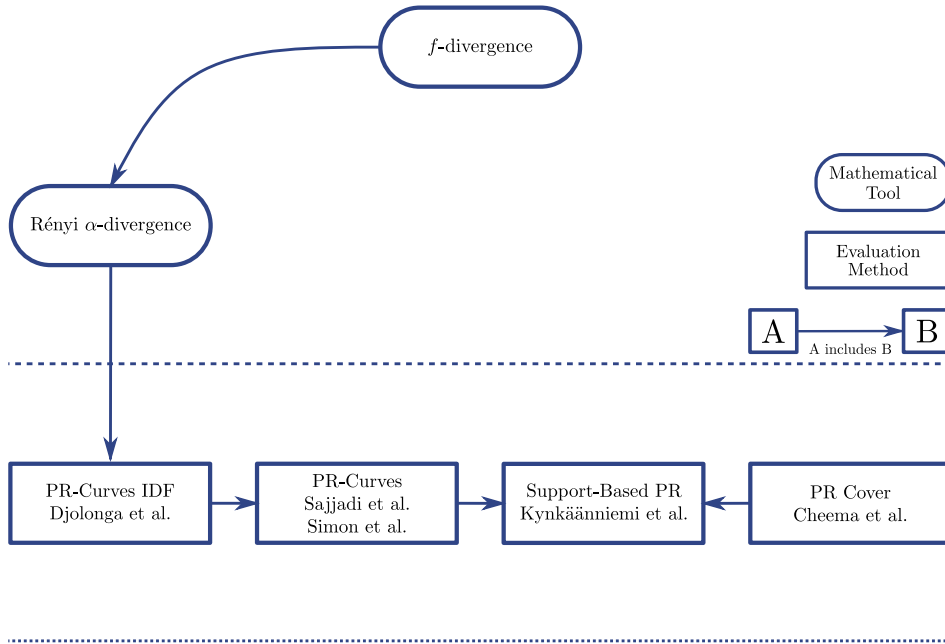 f-divergence
Mathematical
Tool
Rényi α-divergence
Evaluation
Method
A
B
A includes B
PR-Curves IDF
Djolonga et al.
PR-Curves
Sajjadi et al.
Simon et al.
Support-Based PR
Kynkäänniemi et al.
PR Cover
Cheema et al.